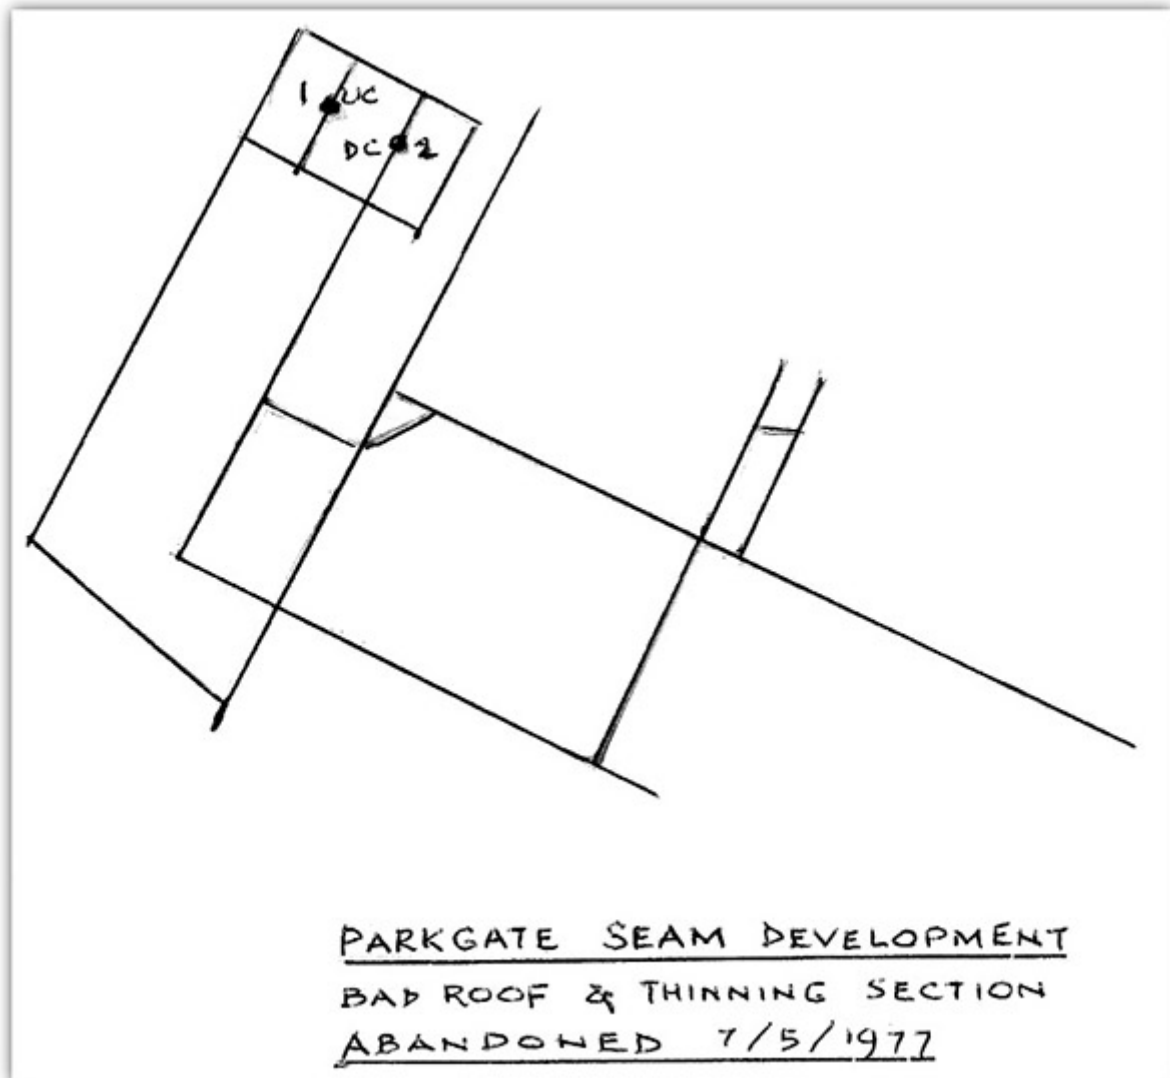 1 UC
DC 2
PARKGATE SEAM DEVELOPMENT
BAD ROOF & THINNING SECTION
ABANDONED 7/5/1977